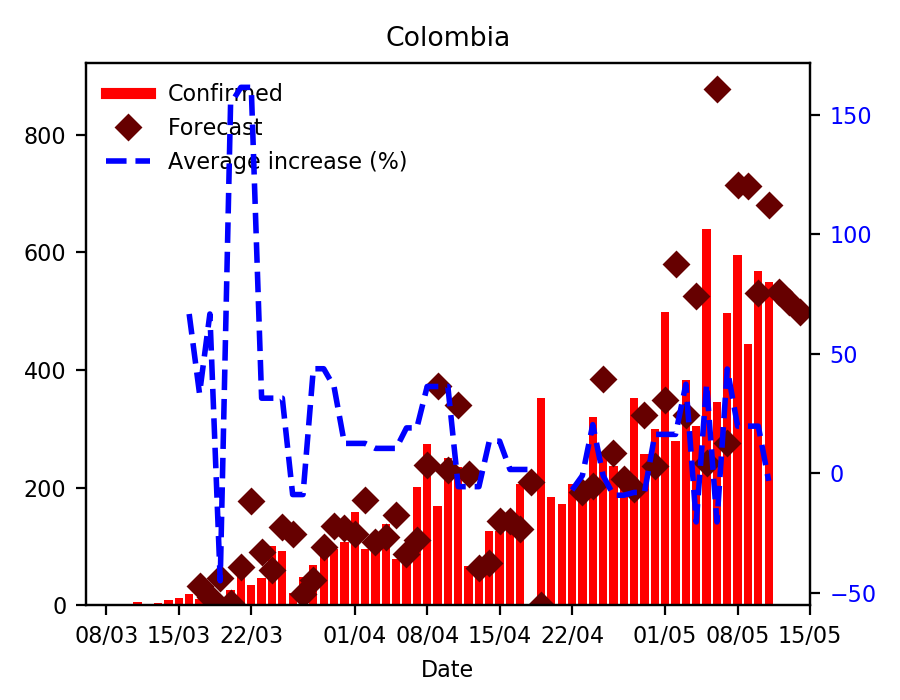 Colombia
Confirmed
Forecast
Average increase (%)
800
600
400
200
0
150
100
50
0
−50
08/03 15/03 22/03 01/04 08/04 15/04 22/04 01/05 08/05 15/05
Date